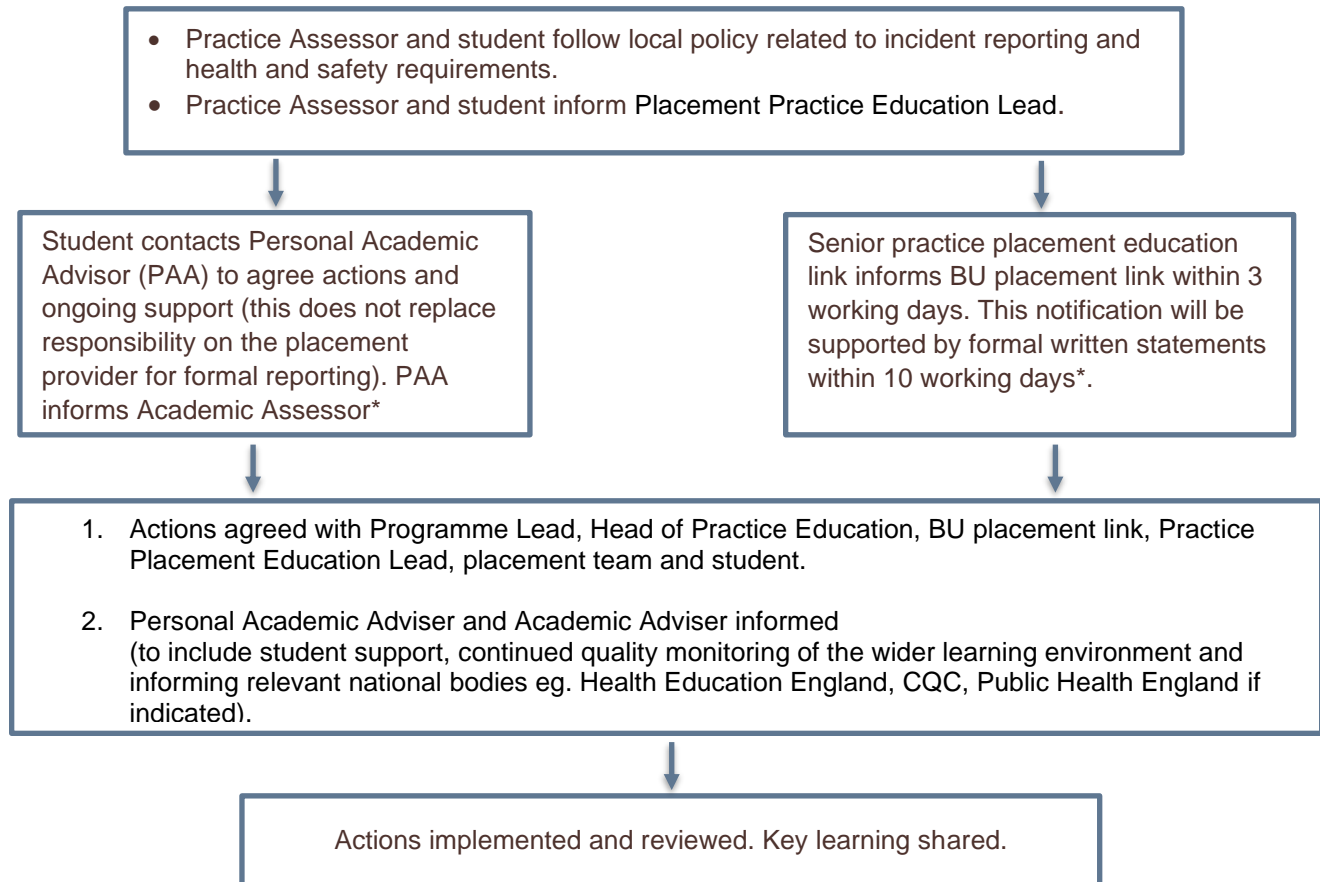 • Practice Assessor and student follow local policy related to incident reporting and
health and safety requirements.
• Practice Assessor and student inform Placement Practice Education Lead.
Student contacts Personal Academic
Advisor (PAA) to agree actions and
ongoing support (this does not replace
responsibility on the placement
provider for formal reporting). PAA
informs Academic Assessor*
Senior practice placement education
link informs BU placement link within 3
working days. This notification will be
supported by formal written statements
within 10 working days*.
1. Actions agreed with Programme Lead, Head of Practice Education, BU placement link, Practice
Placement Education Lead, placement team and student.
2. Personal Academic Adviser and Academic Adviser informed
(to include student support, continued quality monitoring of the wider learning environment and
informing relevant national bodies eg. Health Education England, CQC, Public Health England if
indicated).
Actions implemented and reviewed. Key learning shared.